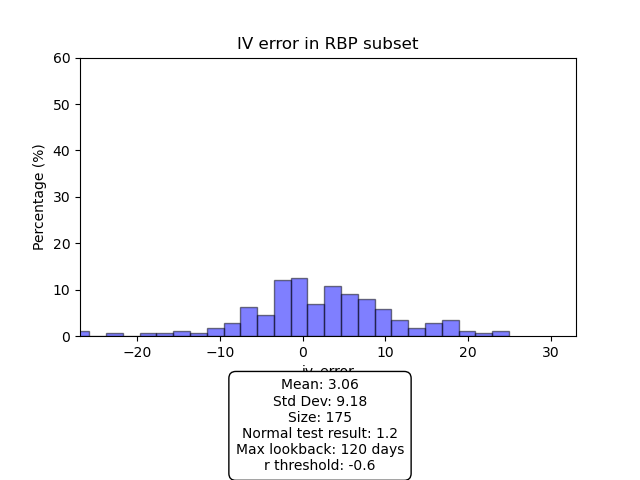 IV error in RBP subset
60
50
40
30
20
10
0
Percentage (%)
−20
−10
0
10
20
30
iv_error
Mean: 3.06
Std Dev: 9.18
Size: 175
Normal test result: 1.2
Max lookback: 120 days
r threshold: -0.6